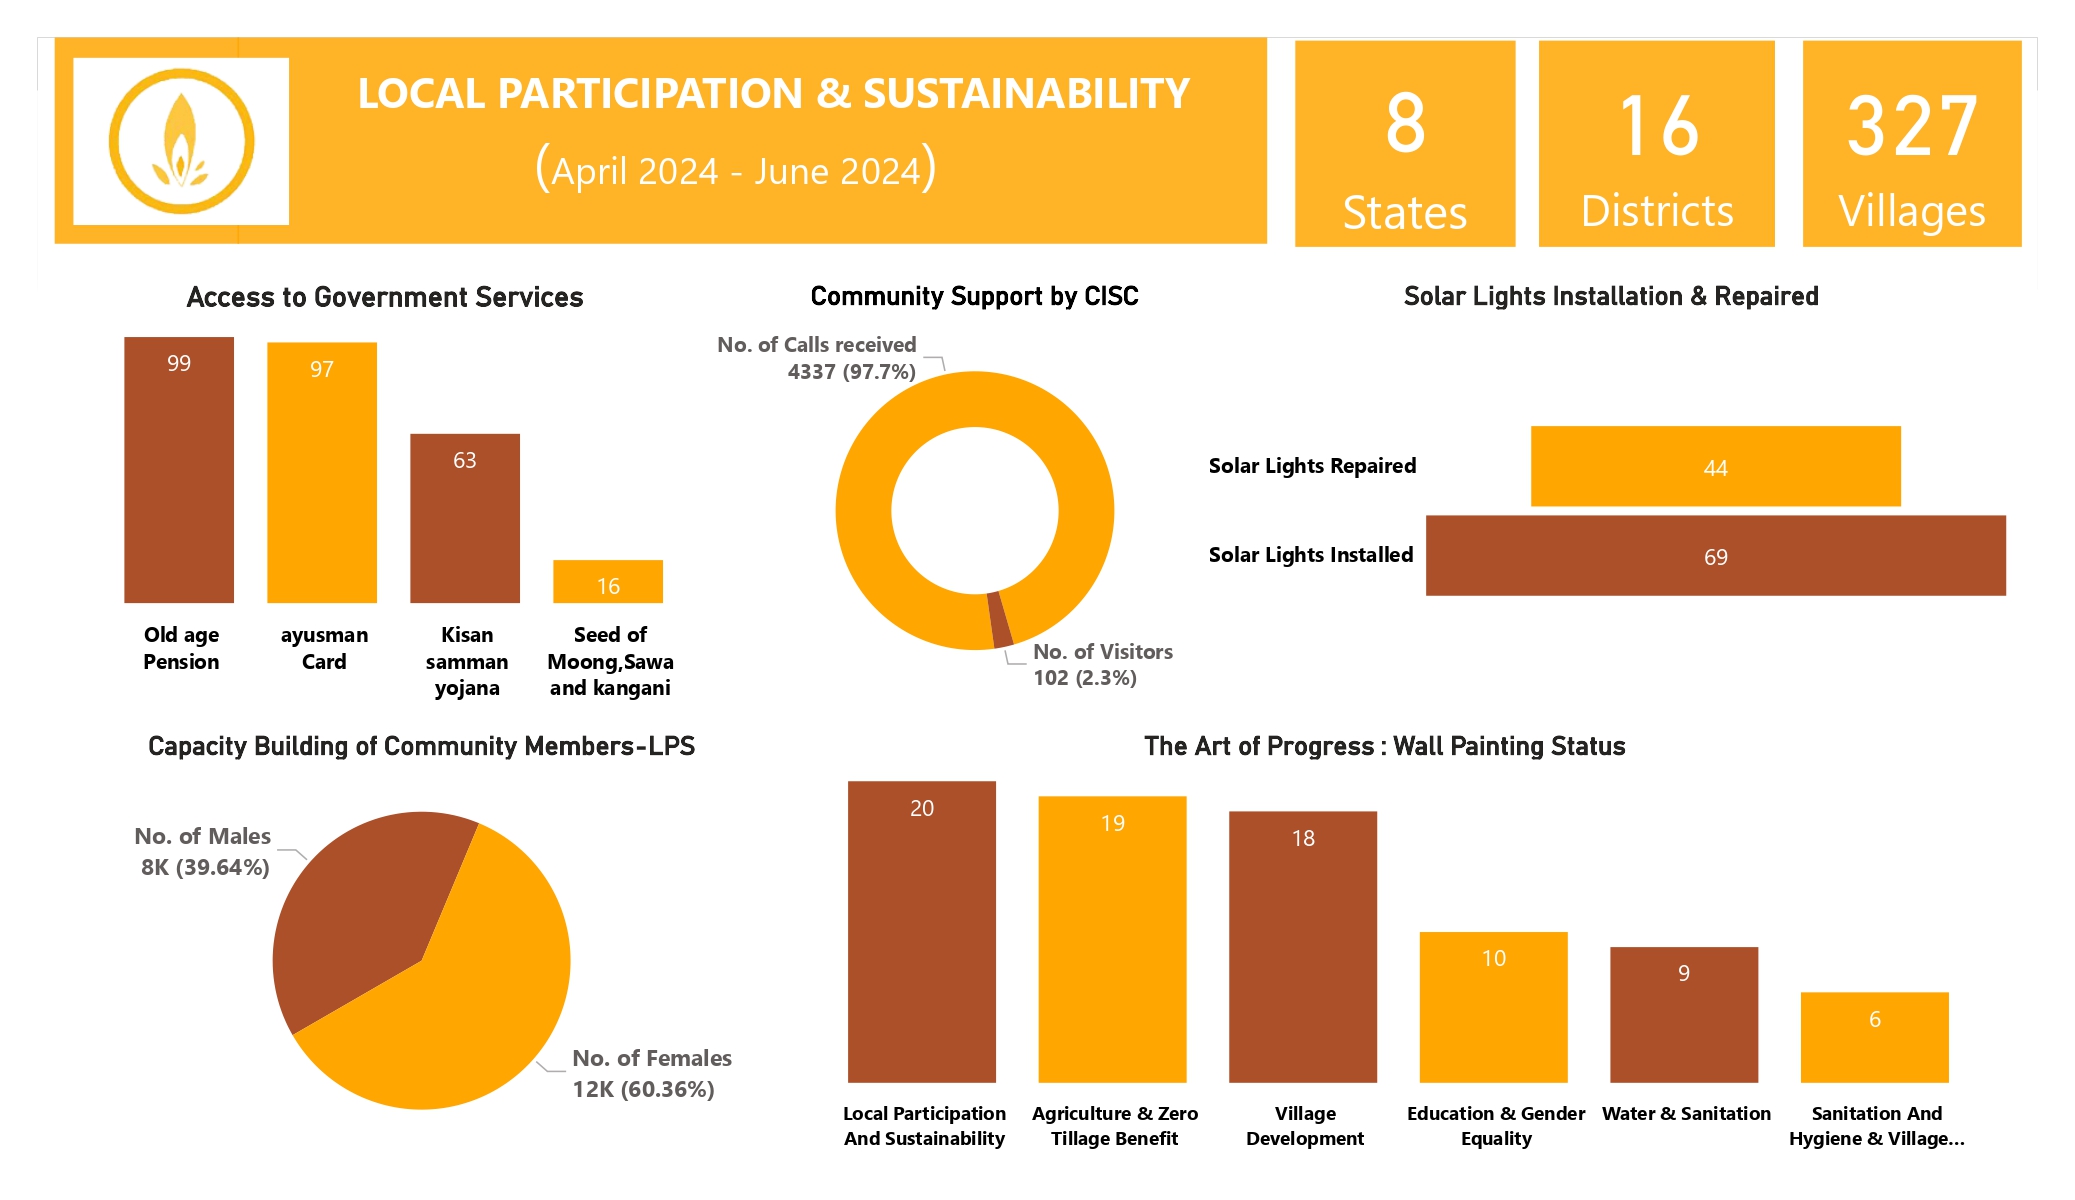 LOCAL PARTICIPATION & SUSTAINABILITY
(April 2024 - June 2024)
8
States
16
Districts
327
Villages
Access to Government Services
99
97
63
16
Old age
Pension
ayusman
Card
Kisan
samman
yojana
Seed of
Moong,Sawa
and kangani
Community Support by CISC
No. of Calls received
4337 (97.7%)
No. of Visitors
102 (2.3%)
Solar Lights Installation & Repaired
Solar Lights Repaired
44
Solar Lights Installed
69
Capacity Building of Community Members-LPS
No. of Males
8K (39.64%)
No. of Females
12K (60.36%)
The Art of Progress : Wall Painting Status
20
19
18
10
9
6
Local Participation
And Sustainability
Agriculture & Zero
Tillage Benefit
Village
Development
Education & Gender
Equality
Water & Sanitation
Sanitation And
Hygiene & Village...